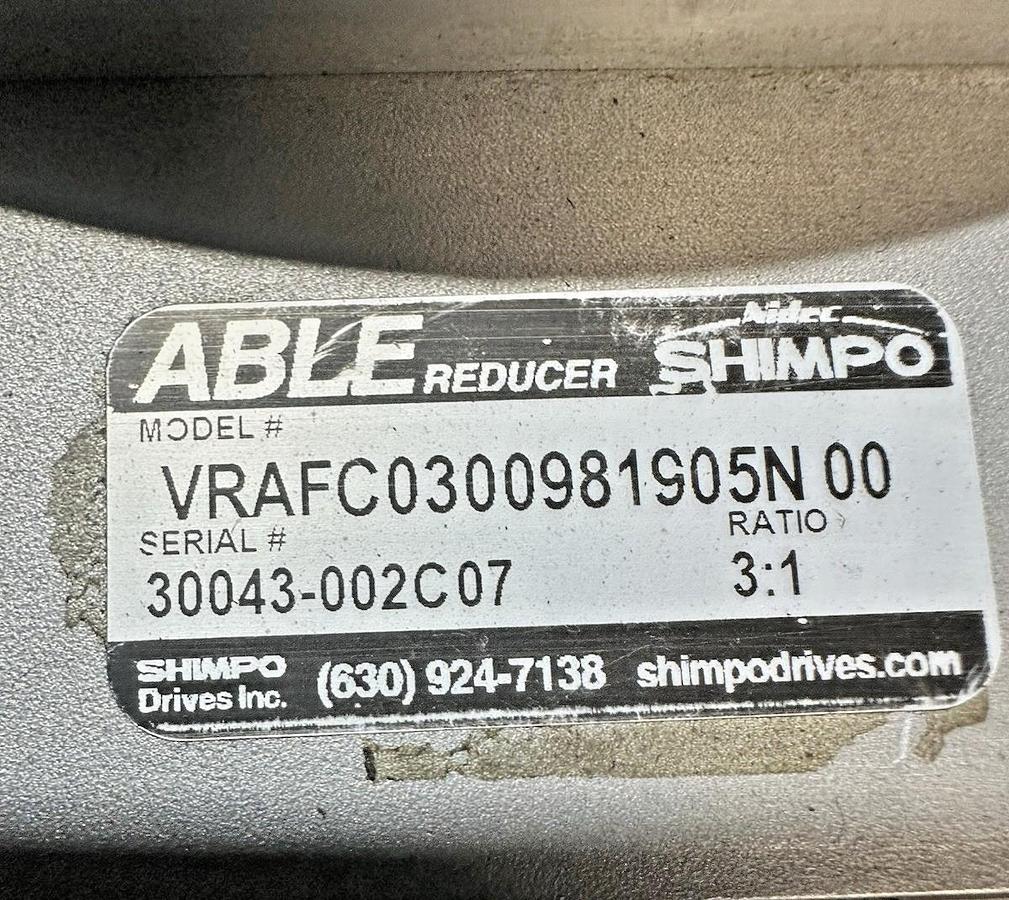 ABLE REDUCER Nidec SHIMPO
MODEL #
VRAFC0300981905N 00
SERIAL # RATIO
30043-002C07 3:1
SHIMPO Drives Inc. (630) 924-7138 shimpodrives.com